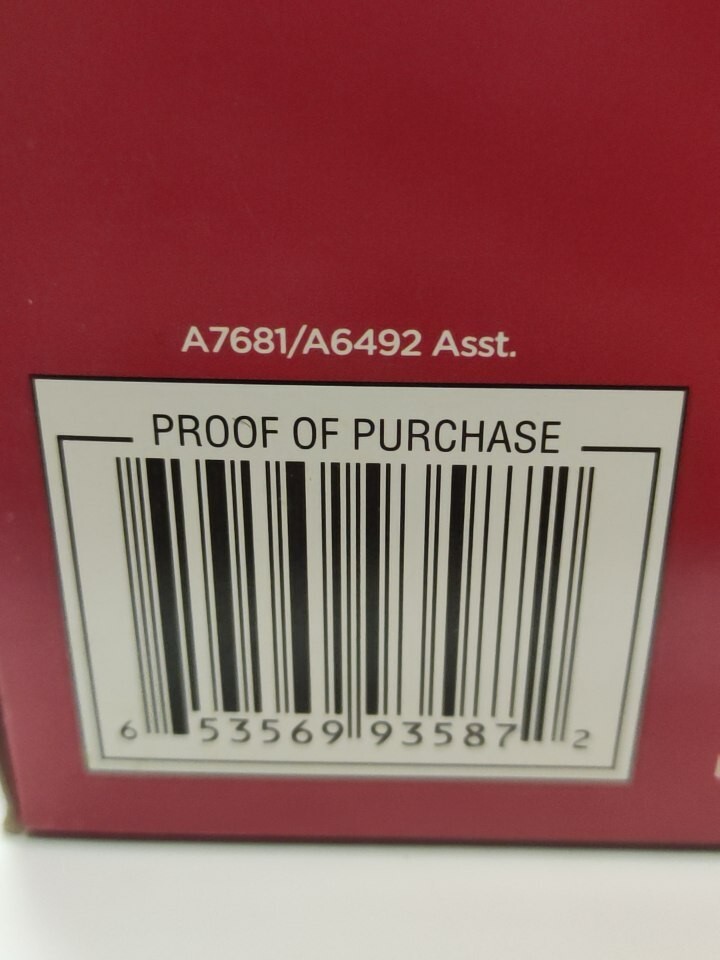 A7681/A6492 Asst.
PROOF OF PURCHASE
6 53569 93587 2